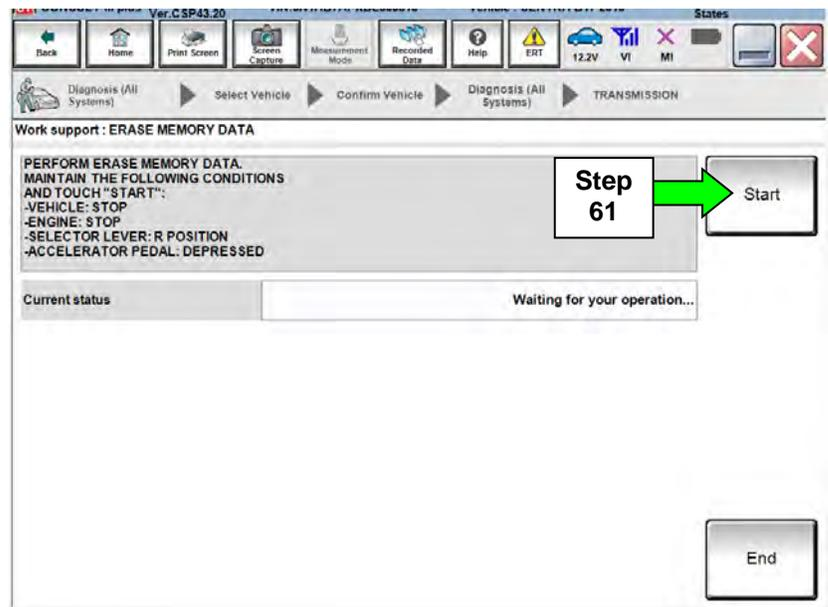 Ver.CSP43.20
States
Back
Home
Print Screen
Screen
Capture
Measurement
Mode
Recorded
Data
Help
ERT
12.2V
VI
MI
Diagnosis (All
Systems)
Select Vehicle
Confirm Vehicle
Diagnosis (All
Systems)
TRANSMISSION
Work support : ERASE MEMORY DATA
PERFORM ERASE MEMORY DATA.
MAINTAIN THE FOLLOWING CONDITIONS
AND TOUCH "START":
-VEHICLE: STOP
-ENGINE: STOP
-SELECTOR LEVER: R POSITION
-ACCELERATOR PEDAL: DEPRESSED
Step
61
Start
Current status
Waiting for your operation...
End